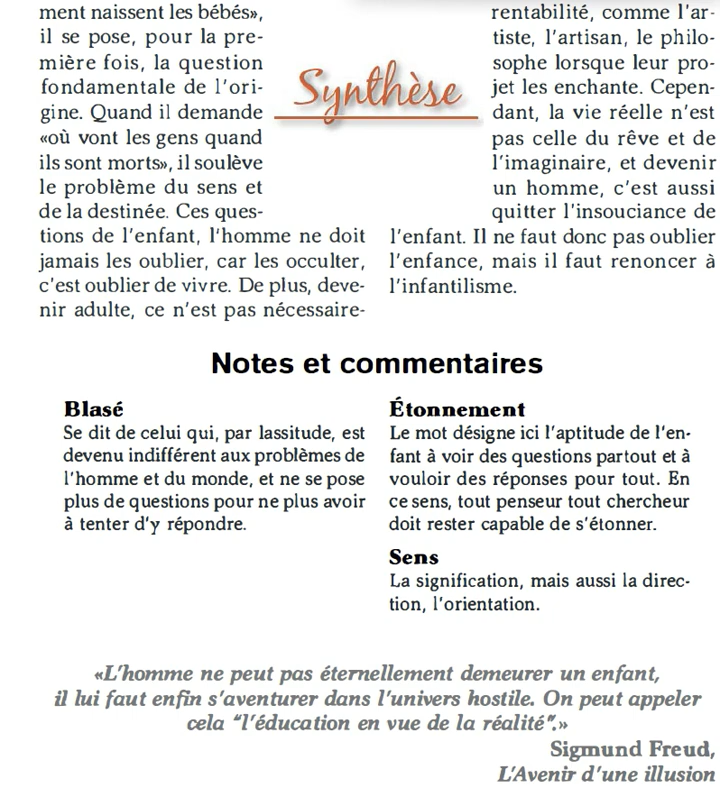 ment naissent les bébés»,
il se pose, pour la pre-
mière fois, la question
fondamentale de l'ori-
gine. Quand il demande
«où vont les gens quand
ils sont morts», il soulève
le problème du sens et
de la destinée. Ces ques-
tions de l'enfant, l'homme ne doit
jamais les oublier, car les occulter,
c'est oublier de vivre. De plus, deve-
nir adulte, ce n'est pas nécessaire-
Synthèse
rentabilité, comme l'ar-
tiste, l'artisan, le philo-
sophe lorsque leur pro-
jet les enchante. Cepen-
dant, la vie réelle n'est
pas celle du rêve et de
l'imaginaire, et devenir
un homme, c'est aussi
quitter l'insouciance de
l'enfant. Il ne faut donc pas oublier
l'enfance, mais il faut renoncer à
l'infantilisme.
Notes et commentaires
Blasé
Se dit de celui qui, par lassitude, est
devenu indifférent aux problèmes de
l'homme et du monde, et ne se pose
plus de questions pour ne plus avoir
à tenter d'y répondre.
Étonnement
Le mot désigne ici l'aptitude de l'en-
fant à voir des questions partout et à
vouloir des réponses pour tout. En
ce sens, tout penseur tout chercheur
doit rester capable de s'étonner.
Sens
La signification, mais aussi la direc-
tion, l'orientation.
«L'homme ne peut pas éternellement demeurer un enfant,
il lui faut enfin s'aventurer dans l'univers hostile. On peut appeler
cela "l'éducation en vue de la réalité".»
Sigmund Freud,
L'Avenir d'une illusion